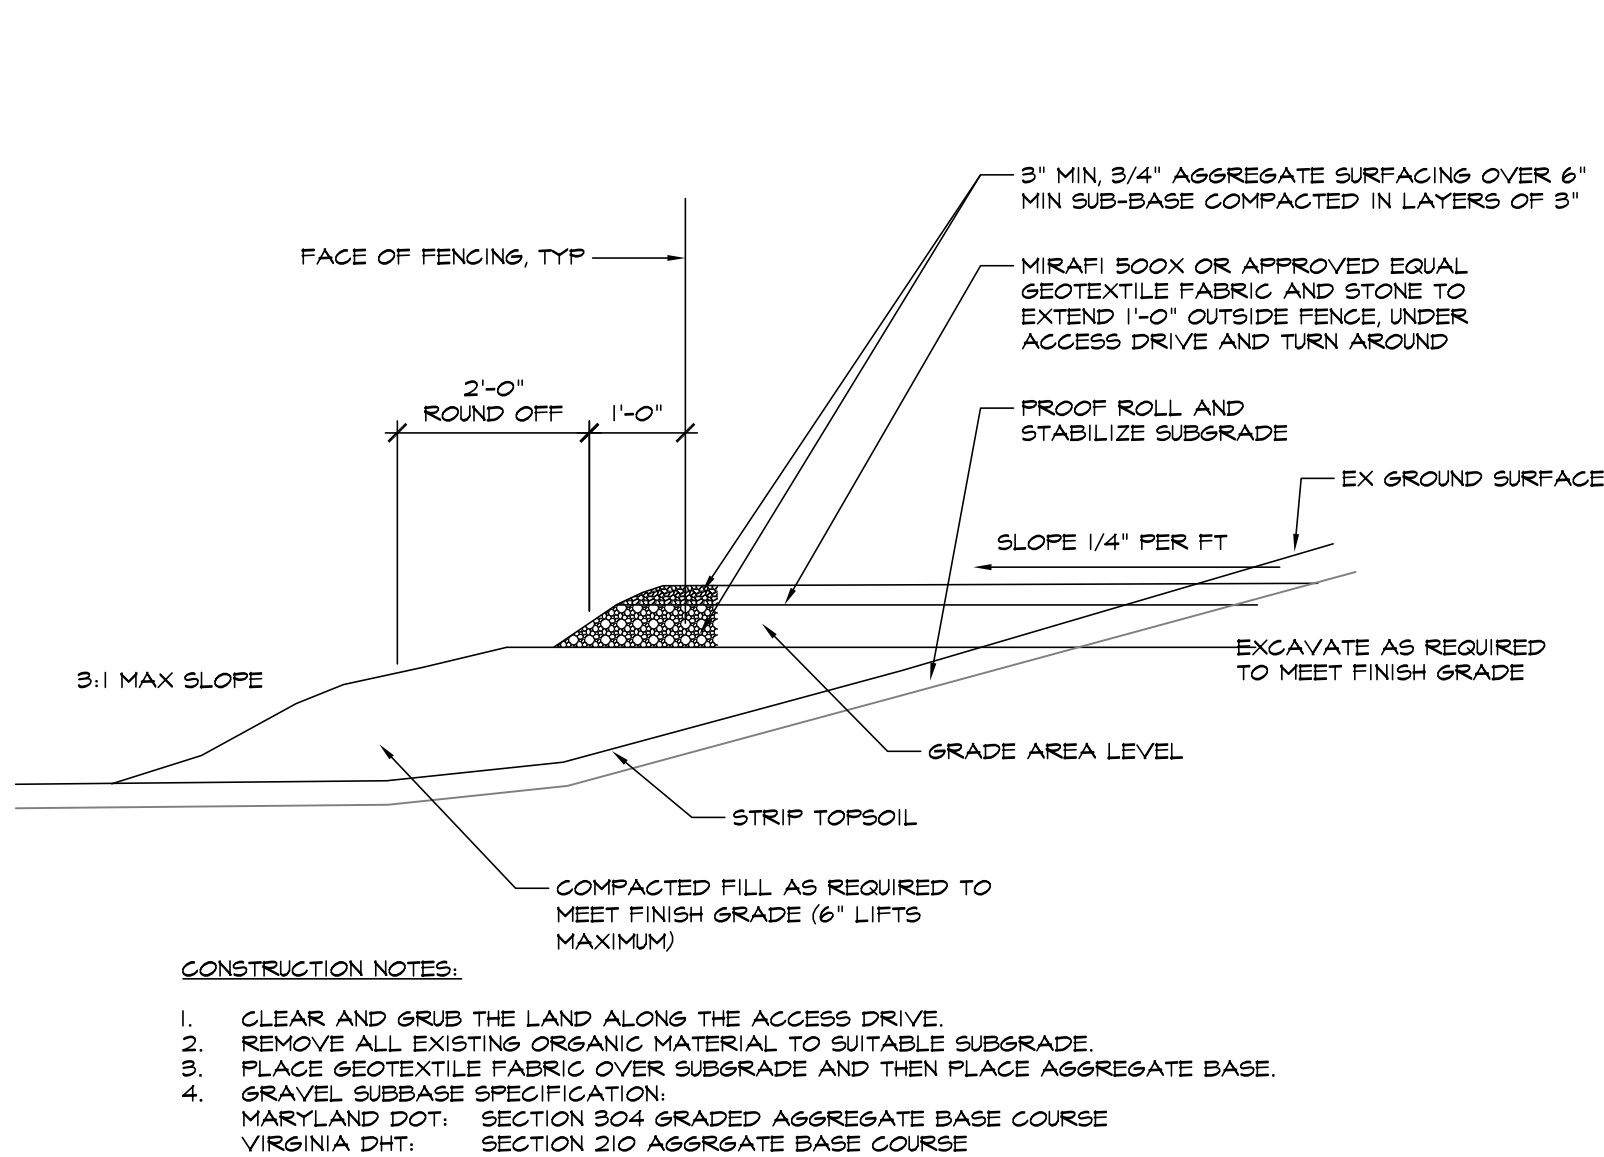 3" MIN, 3/4" AGGREGATE SURFACING OVER 6"
MIN SUB-BASE COMPACTED IN LAYERS OF 3"
FACE OF FENCING, TYP
MIRAFI 500X OR APPROVED EQUAL
GEOTEXTILE FABRIC AND STONE TO
EXTEND 1'-0" OUTSIDE FENCE, UNDER
ACCESS DRIVE AND TURN AROUND
2'-0"
ROUND OFF
1'-0"
PROOF ROLL AND
STABILIZE SUBGRADE
EX GROUND SURFACE
SLOPE 1/4" PER FT
EXCAVATE AS REQUIRED
TO MEET FINISH GRADE
3:1 MAX SLOPE
GRADE AREA LEVEL
STRIP TOPSOIL
COMPACTED FILL AS REQUIRED TO
MEET FINISH GRADE (6" LIFTS
MAXIMUM)
CONSTRUCTION NOTES:
1. CLEAR AND GRUB THE LAND ALONG THE ACCESS DRIVE.
2. REMOVE ALL EXISTING ORGANIC MATERIAL TO SUITABLE SUBGRADE.
3. PLACE GEOTEXTILE FABRIC OVER SUBGRADE AND THEN PLACE AGGREGATE BASE.
4. GRAVEL SUBBASE SPECIFICATION:
MARYLAND DOT: SECTION 304 GRADED AGGREGATE BASE COURSE
VIRGINIA DHT: SECTION 210 AGGRGATE BASE COURSE